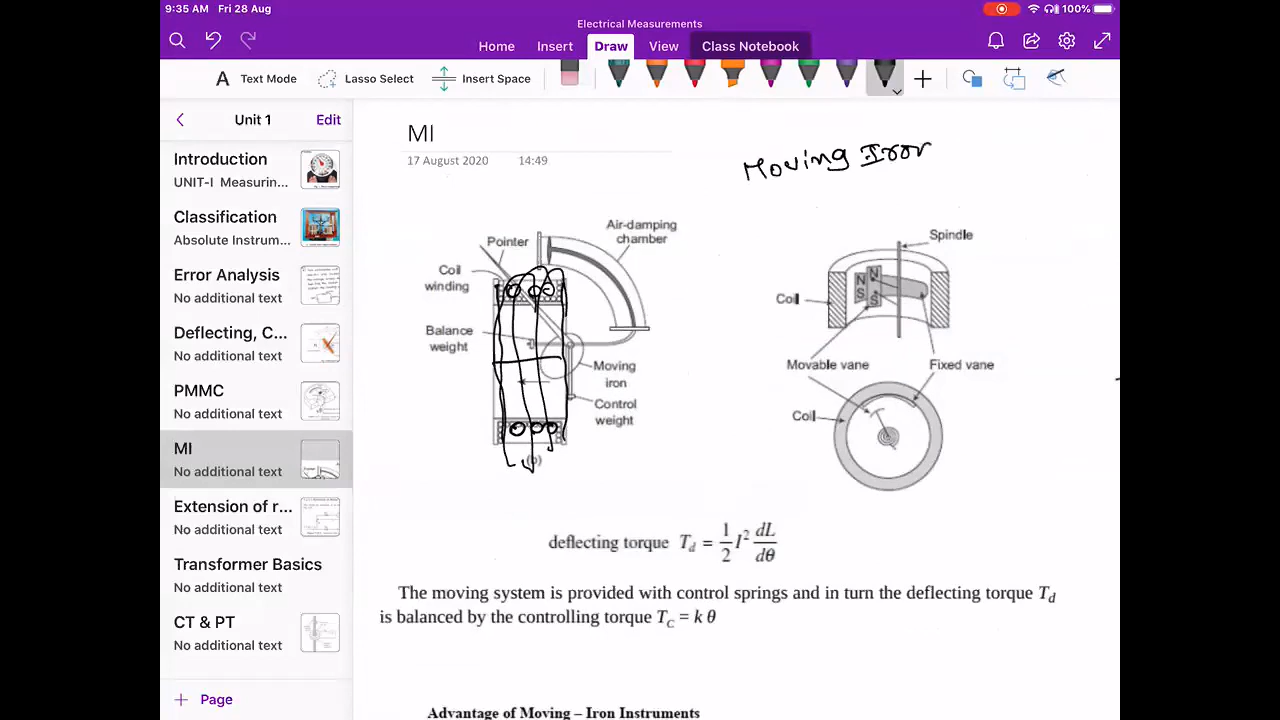 9:35 AM Fri 28 Aug
100%
Electrical Measurements
Home Insert Draw View Class Notebook
A Text Mode Lasso Select Insert Space
Unit 1 Edit
Introduction
UNIT-I Measurin...
Classification
Absolute Instrum...
Error Analysis
No additional text
Deflecting, C...
No additional text
PMMC
No additional text
MI
No additional text
Extension of r...
No additional text
Transformer Basics
No additional text
CT & PT
No additional text
+ Page
MI
17 August 2020 14:49
Moving Iron
Pointer
Air-damping
chamber
Coil
winding
Balance
weight
Moving
iron
Control
weight
Spindle
N N
S S
Coil
Movable vane
Fixed vane
Coil
deflecting torque T_d = 1/2 I² dL/dθ
The moving system is provided with control springs and in turn the deflecting torque T_d
is balanced by the controlling torque T_C = k θ
Advantage of Moving – Iron Instruments